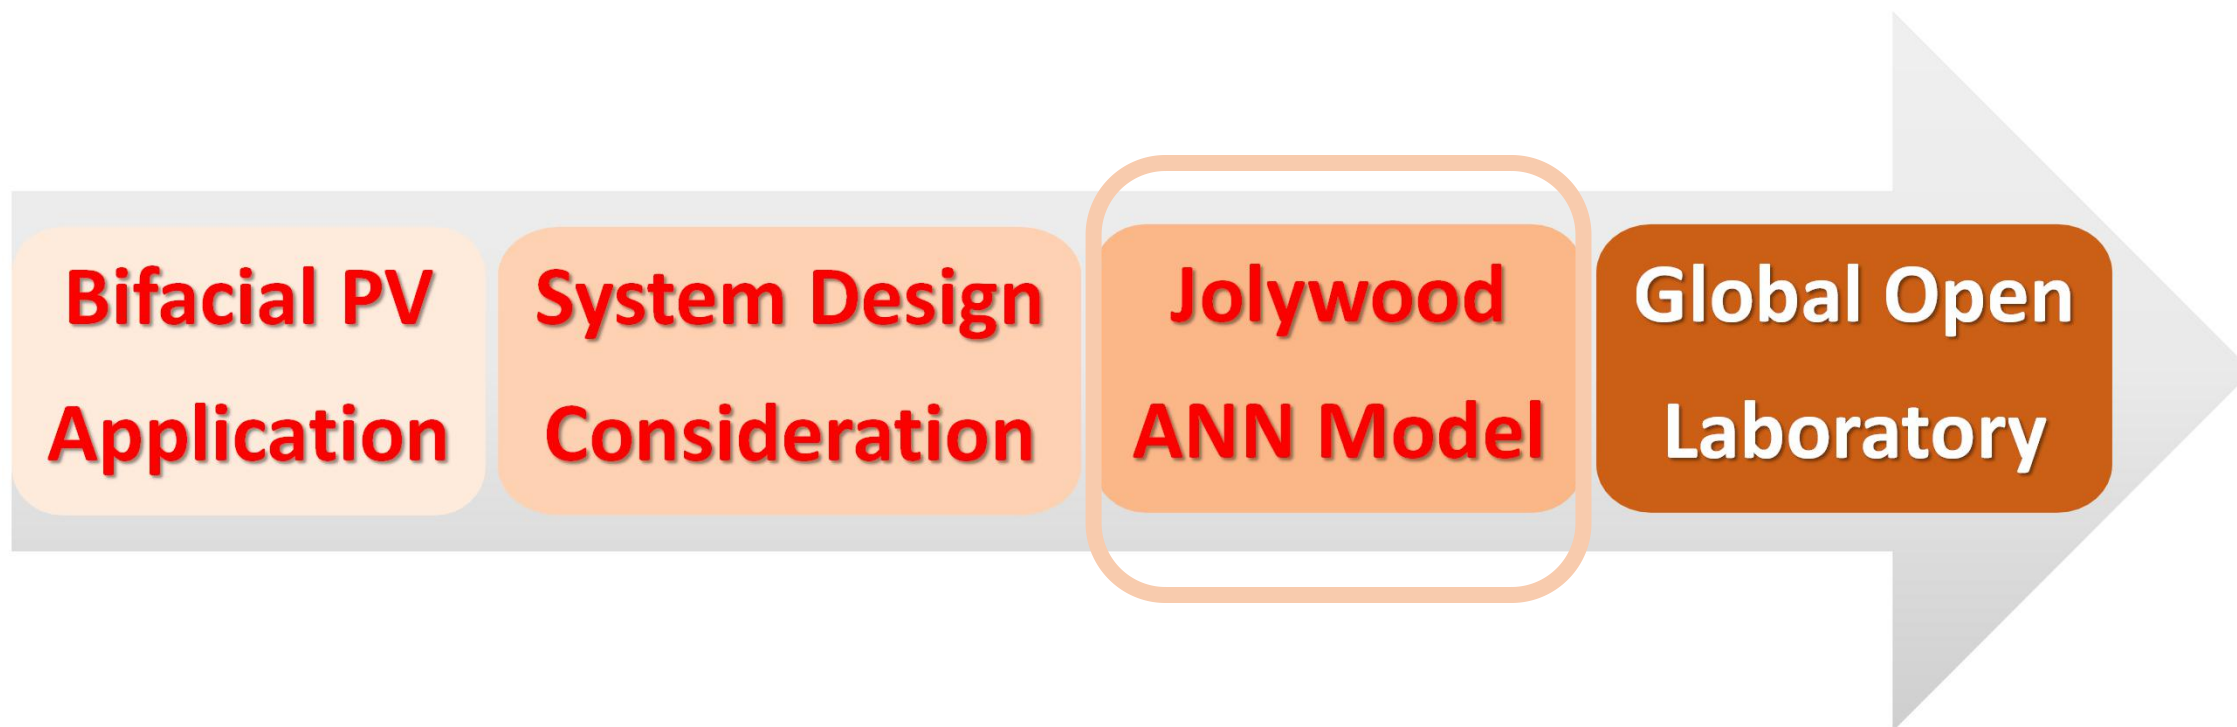 Bifacial PV
Application
System Design
Consideration
Jolywood
ANN Model
Global Open
Laboratory